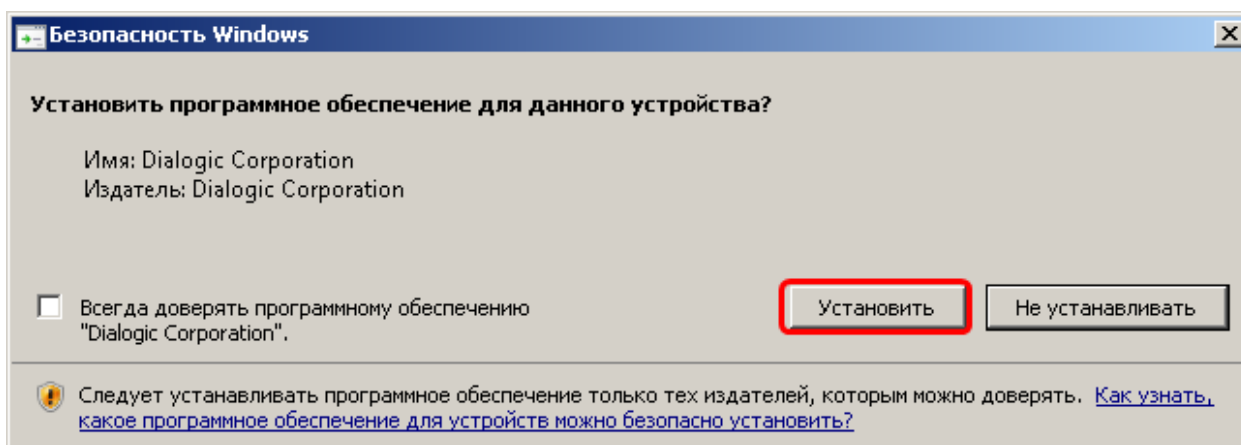 Безопасность Windows
Установить программное обеспечение для данного устройства?
Имя: Dialogic Corporation
Издатель: Dialogic Corporation
Всегда доверять программному обеспечению
"Dialogic Corporation".
Установить
Не устанавливать
Следует устанавливать программное обеспечение только тех издателей, которым можно доверять. Как узнать,
какое программное обеспечение для устройств можно безопасно установить?